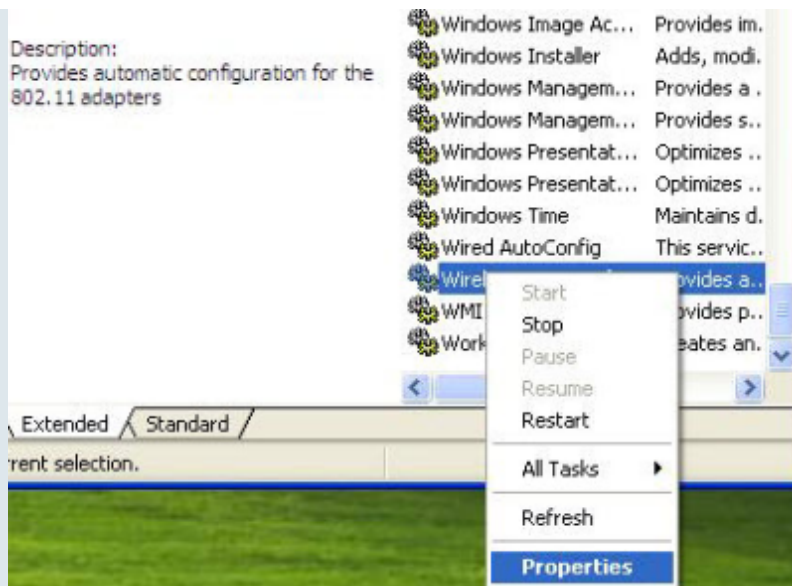 Description:
Provides automatic configuration for the
802.11 adapters
Windows Image Ac... Provides im.
Windows Installer Adds, modi.
Windows Managem... Provides a .
Windows Managem... Provides s...
Windows Presentat... Optimizes ..
Windows Presentat... Optimizes ..
Windows Time Maintains d.
Wired AutoConfig This servic...
Wirel ovides a...
WMI ovides p...
Work eates an.
Start
Stop
Pause
Resume
Restart
All Tasks
Refresh
Properties
Extended Standard
rrent selection.